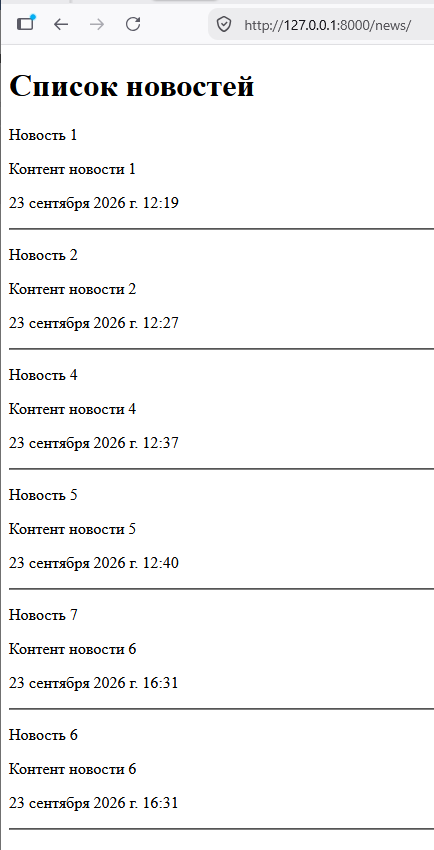 http://127.0.0.1:8000/news/
Список новостей
Новость 1
Контент новости 1
23 сентября 2026 г. 12:19
Новость 2
Контент новости 2
23 сентября 2026 г. 12:27
Новость 4
Контент новости 4
23 сентября 2026 г. 12:37
Новость 5
Контент новости 5
23 сентября 2026 г. 12:40
Новость 7
Контент новости 6
23 сентября 2026 г. 16:31
Новость 6
Контент новости 6
23 сентября 2026 г. 16:31